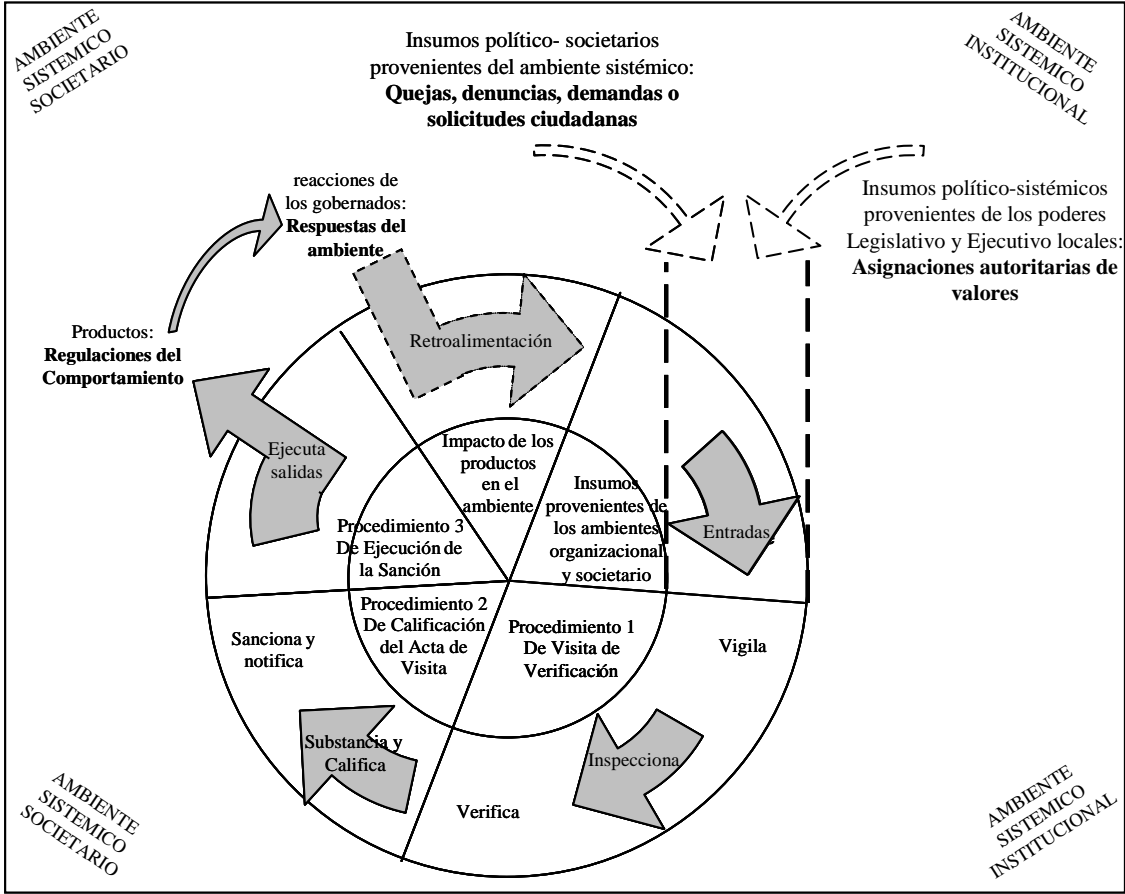 AMBIENTE
SISTEMICO
SOCIETARIO
Insumos político- societarios
provenientes del ambiente sistémico:
Quejas, denuncias, demandas o
solicitudes ciudadanas
AMBIENTE
SISTEMICO
INSTITUCIONAL
Insumos político-sistémicos
provenientes de los poderes
Legislativo y Ejecutivo locales:
Asignaciones autoritarias de
valores
reacciones de
los gobernados:
Respuestas del
ambiente
Productos:
Regulaciones del
Comportamiento
Retroalimentación
Ejecuta
salidas
Entradas
Impacto de los
productos
en el
ambiente
Insumos
provenientes de
los ambientes
organizacional
y societario
Procedimiento 3
De Ejecución de
la Sanción
Procedimiento 2
De Calificación
del Acta de
Visita
Procedimiento 1
De Visita de
Verificación
Sanciona y
notifica
Vigila
Substancia y
Califica
Inspecciona
Verifica
AMBIENTE
SISTEMICO
SOCIETARIO
AMBIENTE
SISTEMICO
INSTITUCIONAL